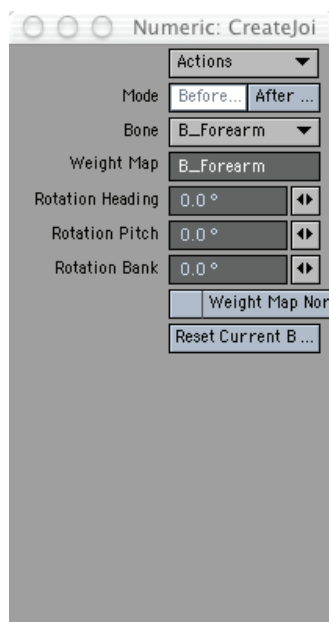 Numeric: CreateJoi
Actions
Mode Before... After ...
Bone B_Forearm
Weight Map B_Forearm
Rotation Heading 0.0°
Rotation Pitch 0.0°
Rotation Bank 0.0°
Weight Map Nor
Reset Current B ...